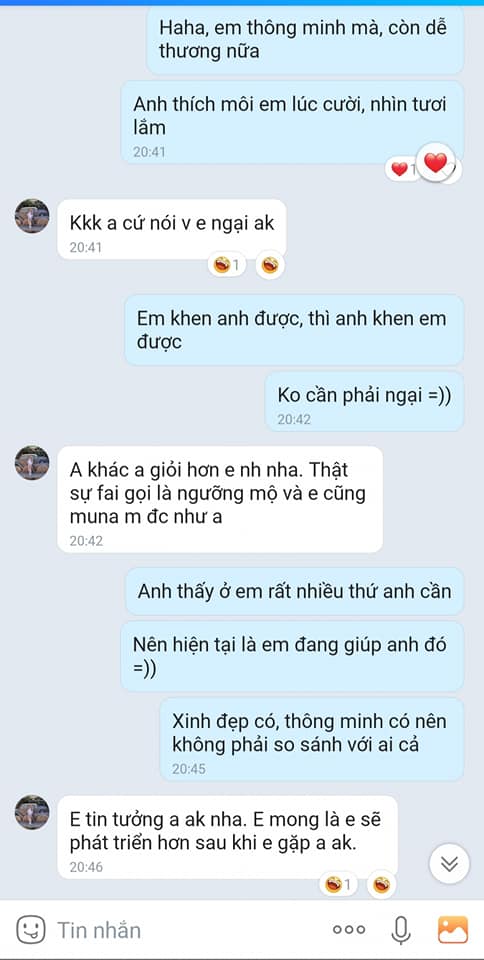 Haha, em thông minh mà, còn dễ
thương nữa
Anh thích môi em lúc cười, nhìn tươi
lắm
20:41
1
Kkk a cứ nói v e ngại ak
20:41
1
Em khen anh được, thì anh khen em
được
Ko cần phải ngại =))
20:42
A khác a giỏi hơn e nh nha. Thật
sự fai gọi là ngưỡng mộ và e cũng
muna m đc như a
20:42
Anh thấy ở em rất nhiều thứ anh cần
Nên hiện tại là em đang giúp anh đó
=))
Xinh đẹp có, thông minh có nên
không phải so sánh với ai cả
20:45
E tin tưởng a ak nha. E mong là e sẽ
phát triển hơn sau khi e gặp a ak.
20:46
1
Tin nhắn